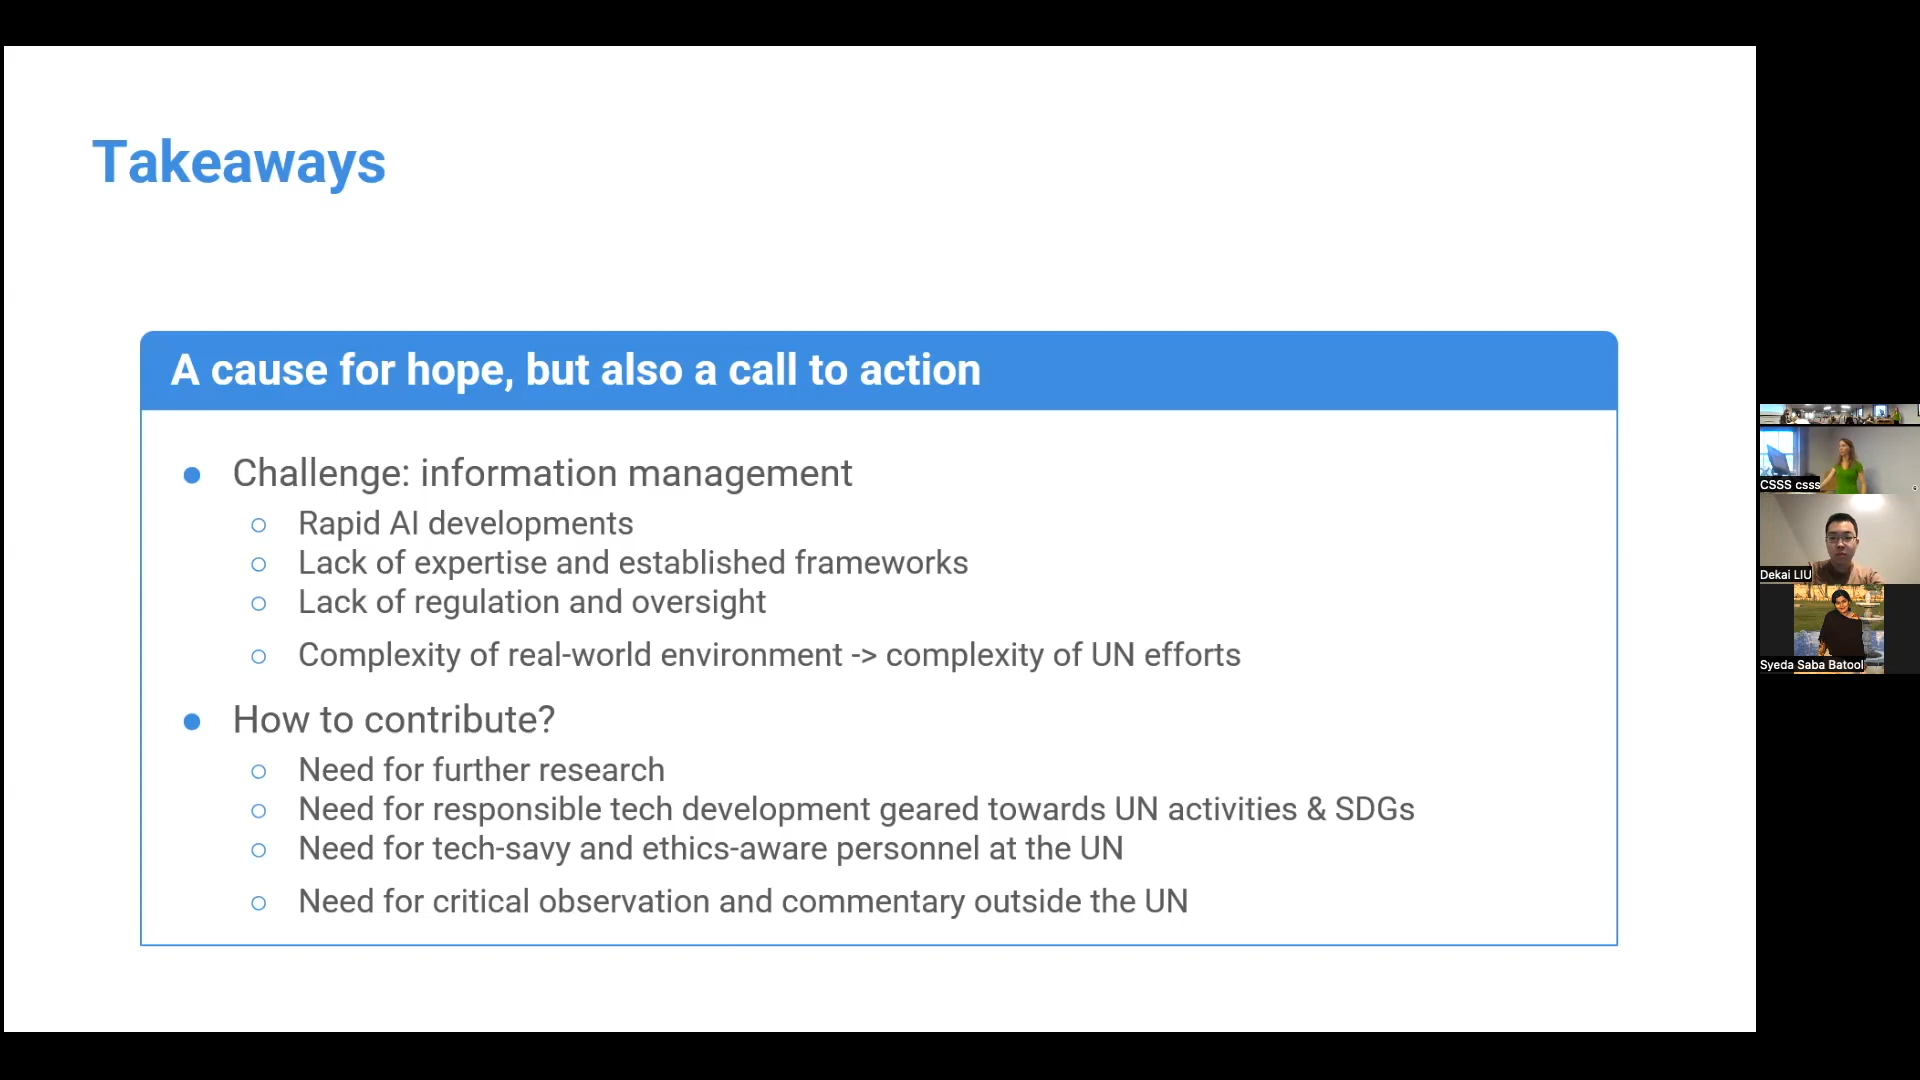 Takeaways
A cause for hope, but also a call to action
Challenge: information management
Rapid AI developments
Lack of expertise and established frameworks
Lack of regulation and oversight
Complexity of real-world environment -> complexity of UN efforts
How to contribute?
Need for further research
Need for responsible tech development geared towards UN activities & SDGs
Need for tech-savy and ethics-aware personnel at the UN
Need for critical observation and commentary outside the UN
CSSS csss
Dekai LIU
Syeda Saba Batool